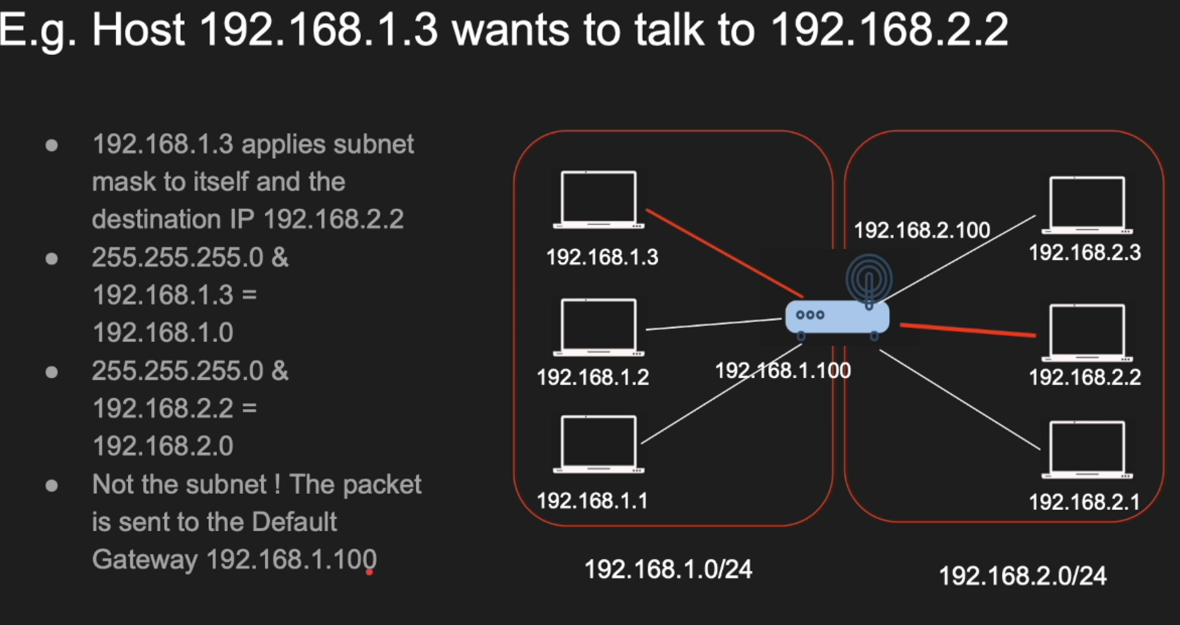 E.g. Host 192.168.1.3 wants to talk to 192.168.2.2
● 192.168.1.3 applies subnet
mask to itself and the
destination IP 192.168.2.2
● 255.255.255.0 &
192.168.1.3 =
192.168.1.0
● 255.255.255.0 &
192.168.2.2 =
192.168.2.0
● Not the subnet ! The packet
is sent to the Default
Gateway 192.168.1.100
192.168.1.3
192.168.1.2
192.168.1.1
192.168.1.100
192.168.2.100
192.168.2.3
192.168.2.2
192.168.2.1
192.168.1.0/24
192.168.2.0/24